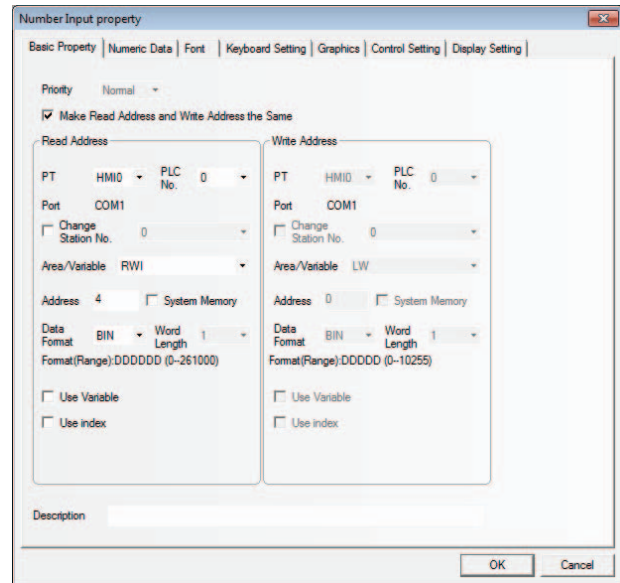 Number Input property
Basic Property Numeric Data Font Keyboard Setting Graphics Control Setting Display Setting
Priority Normal
Make Read Address and Write Address the Same
Read Address
PT HMI0 PLC No. 0
Port COM1
Change Station No. 0
Area/Variable RWI
Address 4 System Memory
Data Format BIN Word Length 1
Format(Range):DDDDDD (0--261000)
Use Variable
Use index
Write Address
PT HMI0 PLC No. 0
Port COM1
Change Station No. 0
Area/Variable LW
Address 0 System Memory
Data Format BIN Word Length 1
Format(Range):DDDDD (0--10255)
Use Variable
Use index
Description
OK Cancel